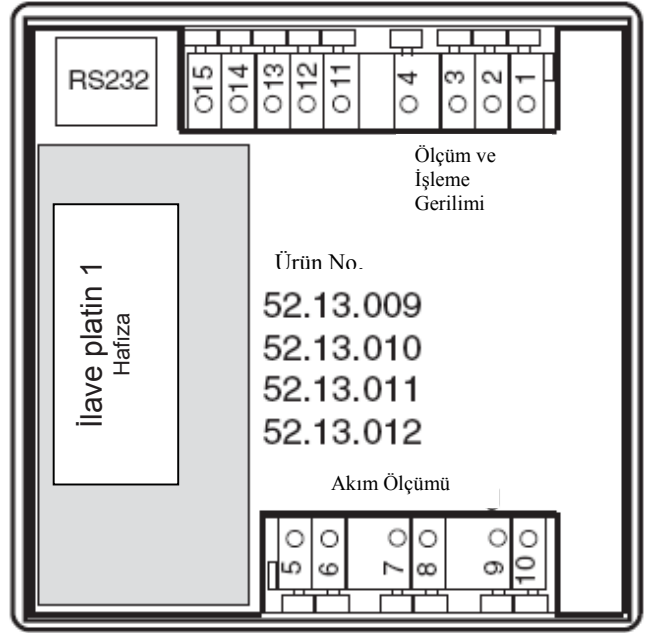 RS232
15 14 13 12 11 4 3 2 1
Ölçüm ve
İşleme
Gerilimi
İlave platin 1
Hafıza
Ürün No.
52.13.009
52.13.010
52.13.011
52.13.012
Akım Ölçümü
5 6 7 8 9 10